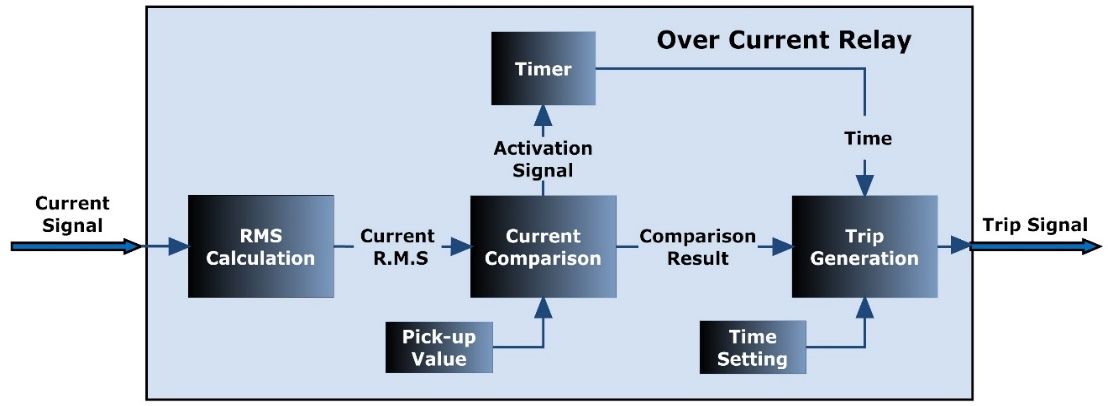 Over Current Relay
Timer
Activation
Signal
Time
Current
Signal
RMS
Calculation
Current
R.M.S
Current
Comparison
Comparison
Result
Trip
Generation
Trip Signal
Pick-up
Value
Time
Setting